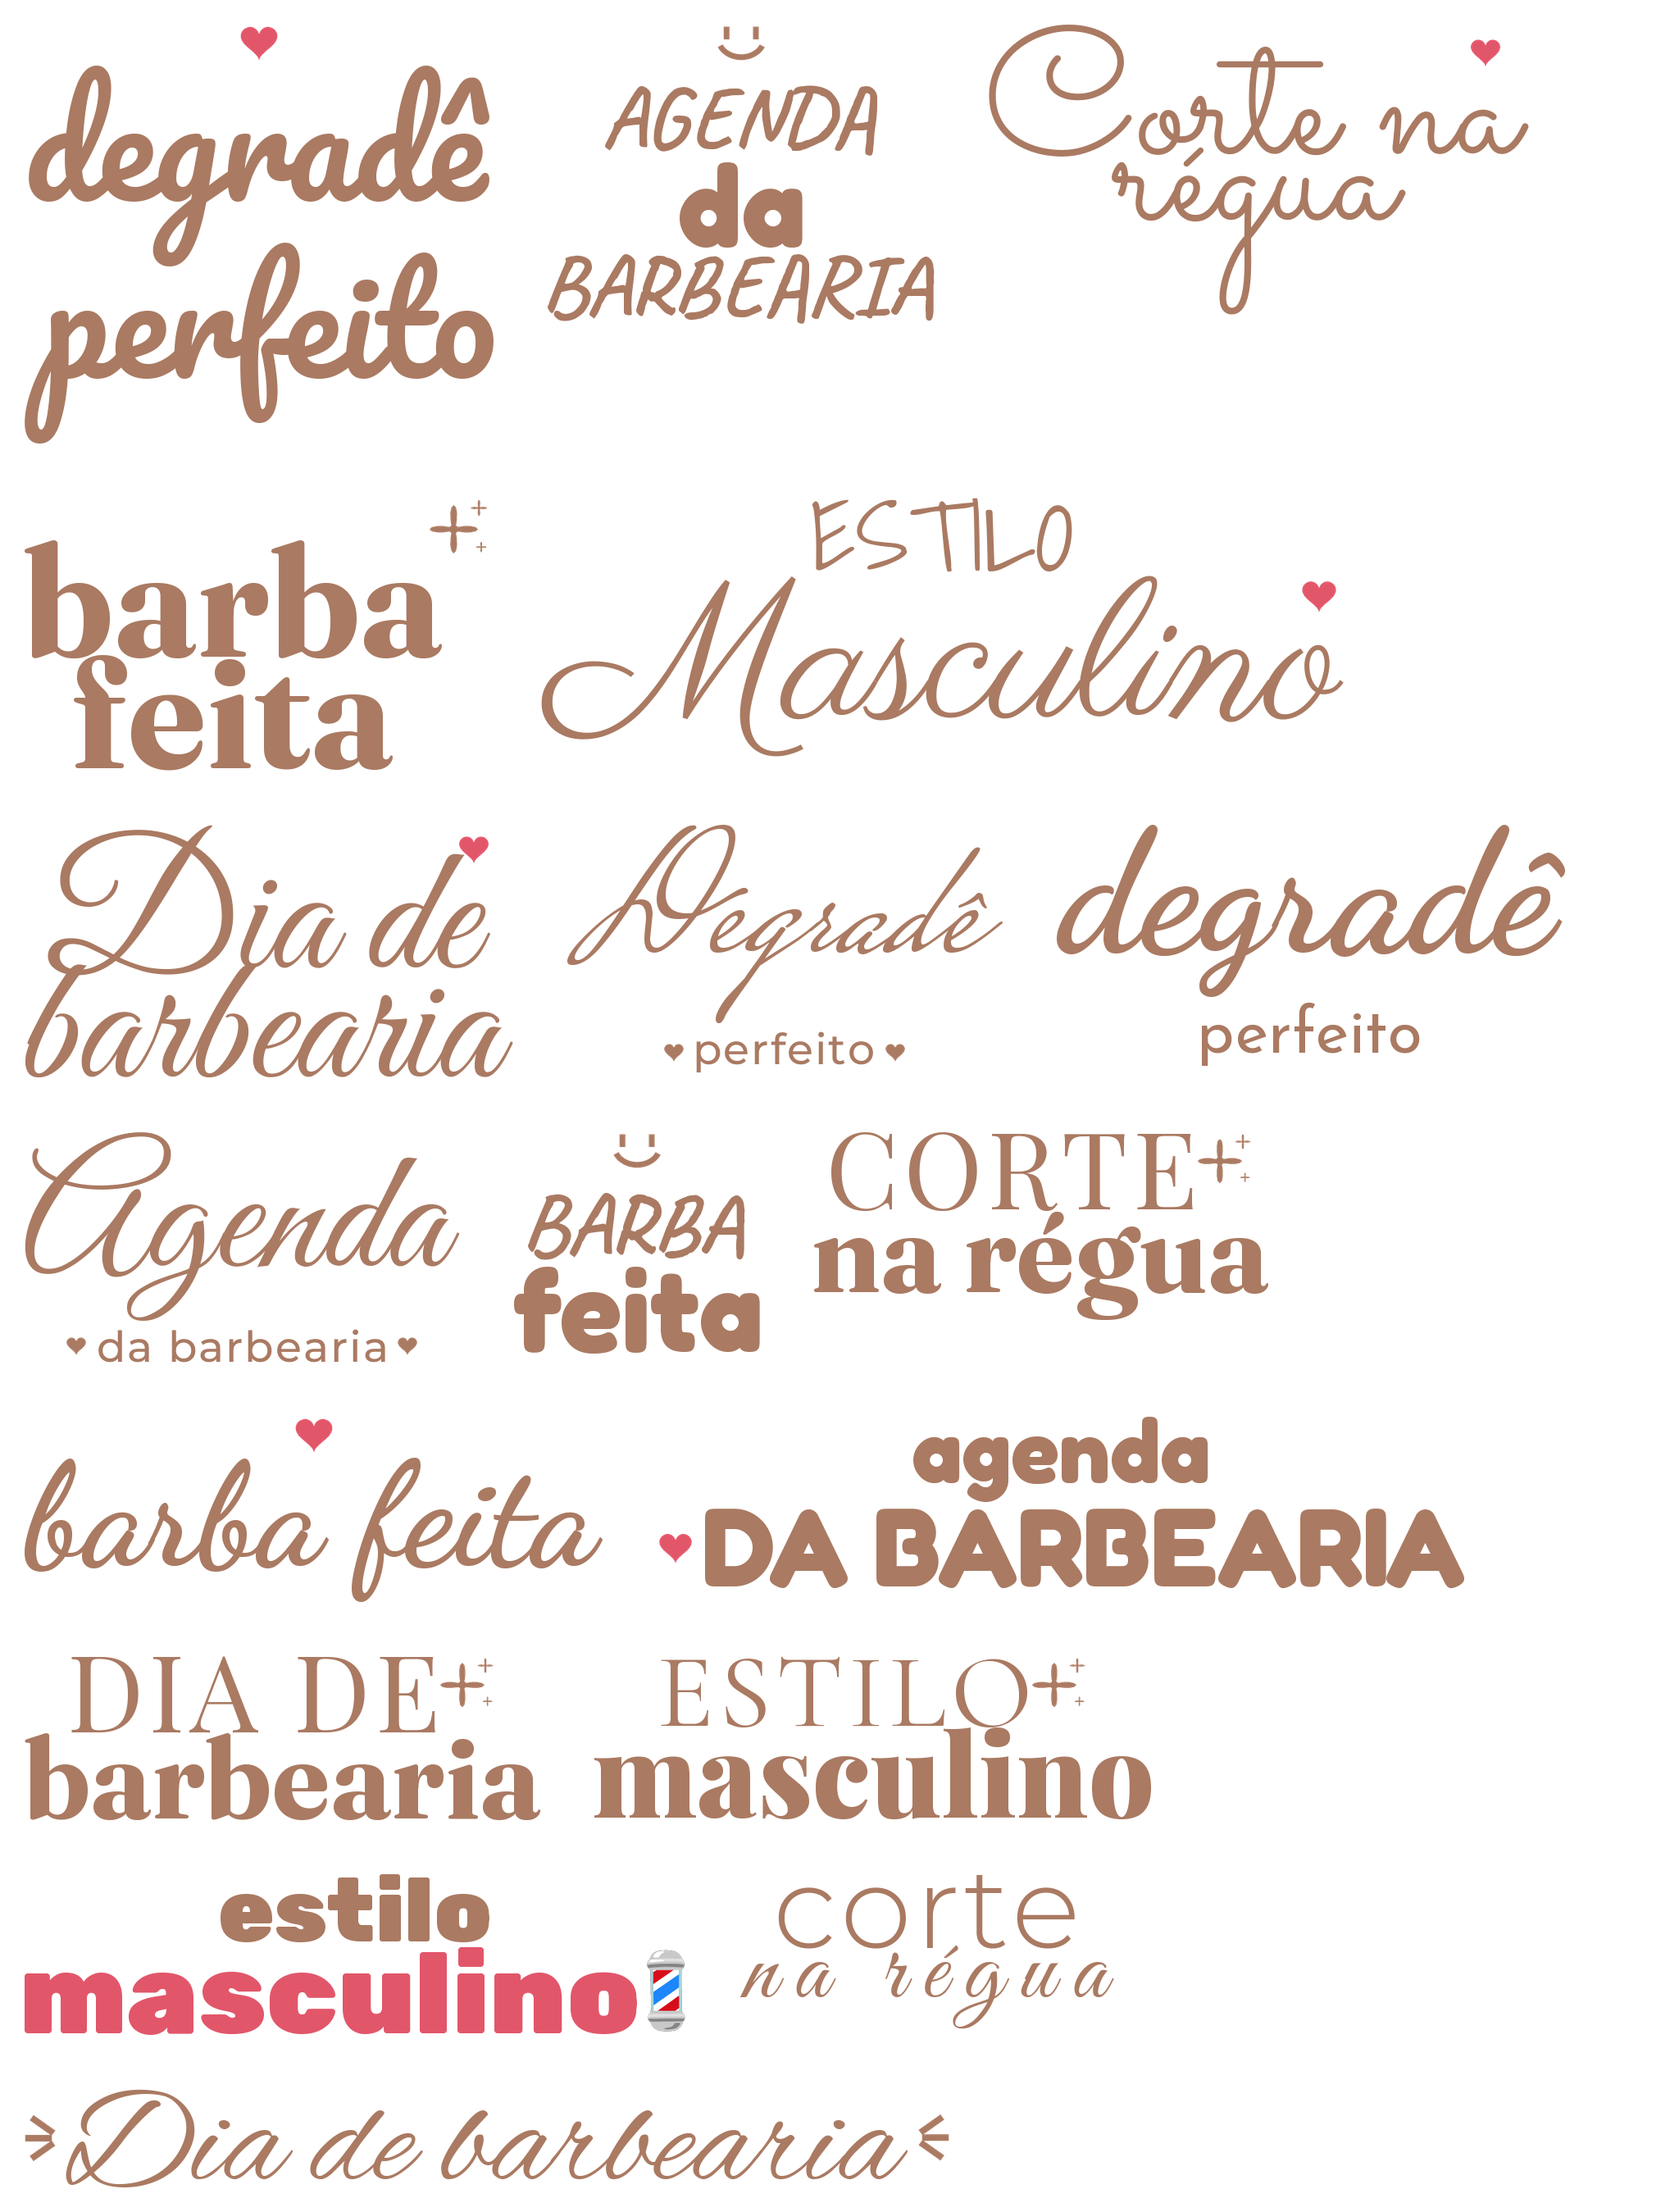 degradê
perfeito
AGENDA
da
BARBEARIA
Corte na
régua
barba
feita
ESTILO
Masculino
Dia de
barbearia
Degradê
perfeito
degradê
perfeito
Agenda
da barbearia
BARBA
feita
CORTE
na régua
barba feita
agenda
DA BARBEARIA
DIA DE
barbearia
ESTILO
masculino
estilo
masculino
corte
na régua
Dia de barbearia